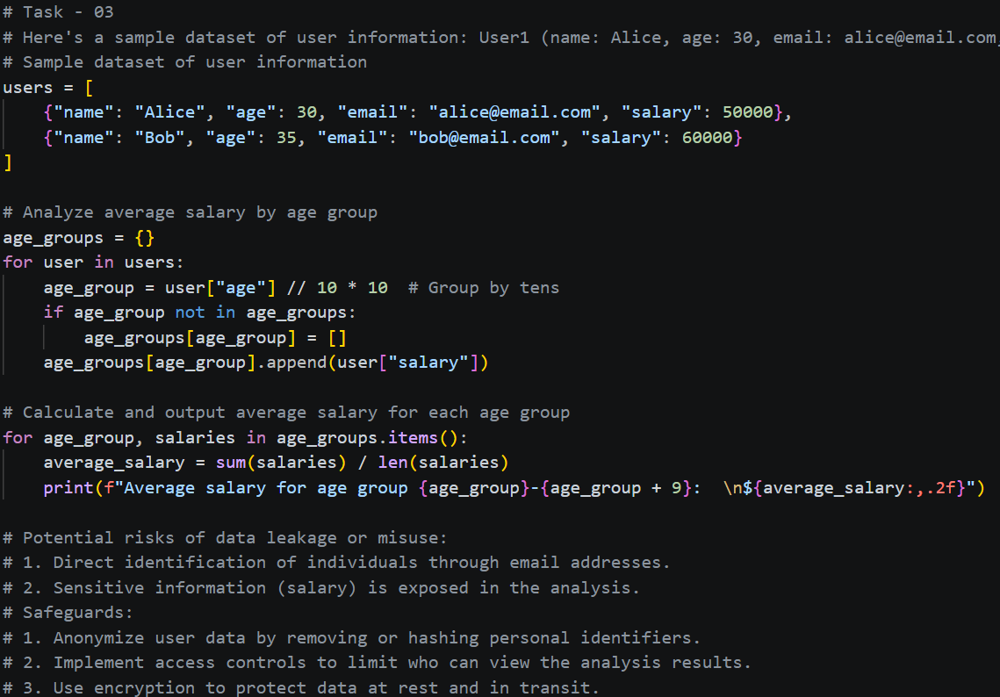 # Task - 03
# Here's a sample dataset of user information: User1 (name: Alice, age: 30, email: alice@email.com,
# Sample dataset of user information
users = [
    {"name": "Alice", "age": 30, "email": "alice@email.com", "salary": 50000},
    {"name": "Bob", "age": 35, "email": "bob@email.com", "salary": 60000}
]

# Analyze average salary by age group
age_groups = {}
for user in users:
    age_group = user["age"] // 10 * 10  # Group by tens
    if age_group not in age_groups:
        age_groups[age_group] = []
    age_groups[age_group].append(user["salary"])

# Calculate and output average salary for each age group
for age_group, salaries in age_groups.items():
    average_salary = sum(salaries) / len(salaries)
    print(f"Average salary for age group {age_group}-{age_group + 9}:  \n${average_salary:,.2f}")

# Potential risks of data leakage or misuse:
# 1. Direct identification of individuals through email addresses.
# 2. Sensitive information (salary) is exposed in the analysis.
# Safeguards:
# 1. Anonymize user data by removing or hashing personal identifiers.
# 2. Implement access controls to limit who can view the analysis results.
# 3. Use encryption to protect data at rest and in transit.